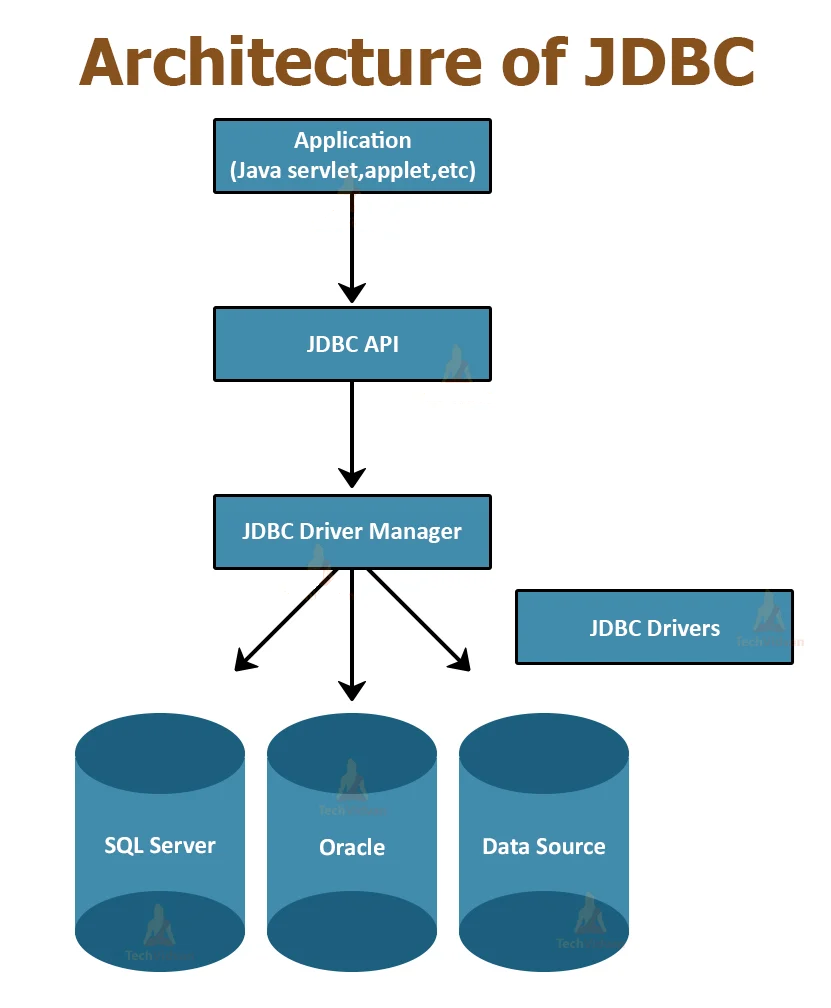 Architecture of JDBC
Application
(Java servlet,applet,etc)
JDBC API
JDBC Driver Manager
JDBC Drivers
SQL Server
Oracle
Data Source